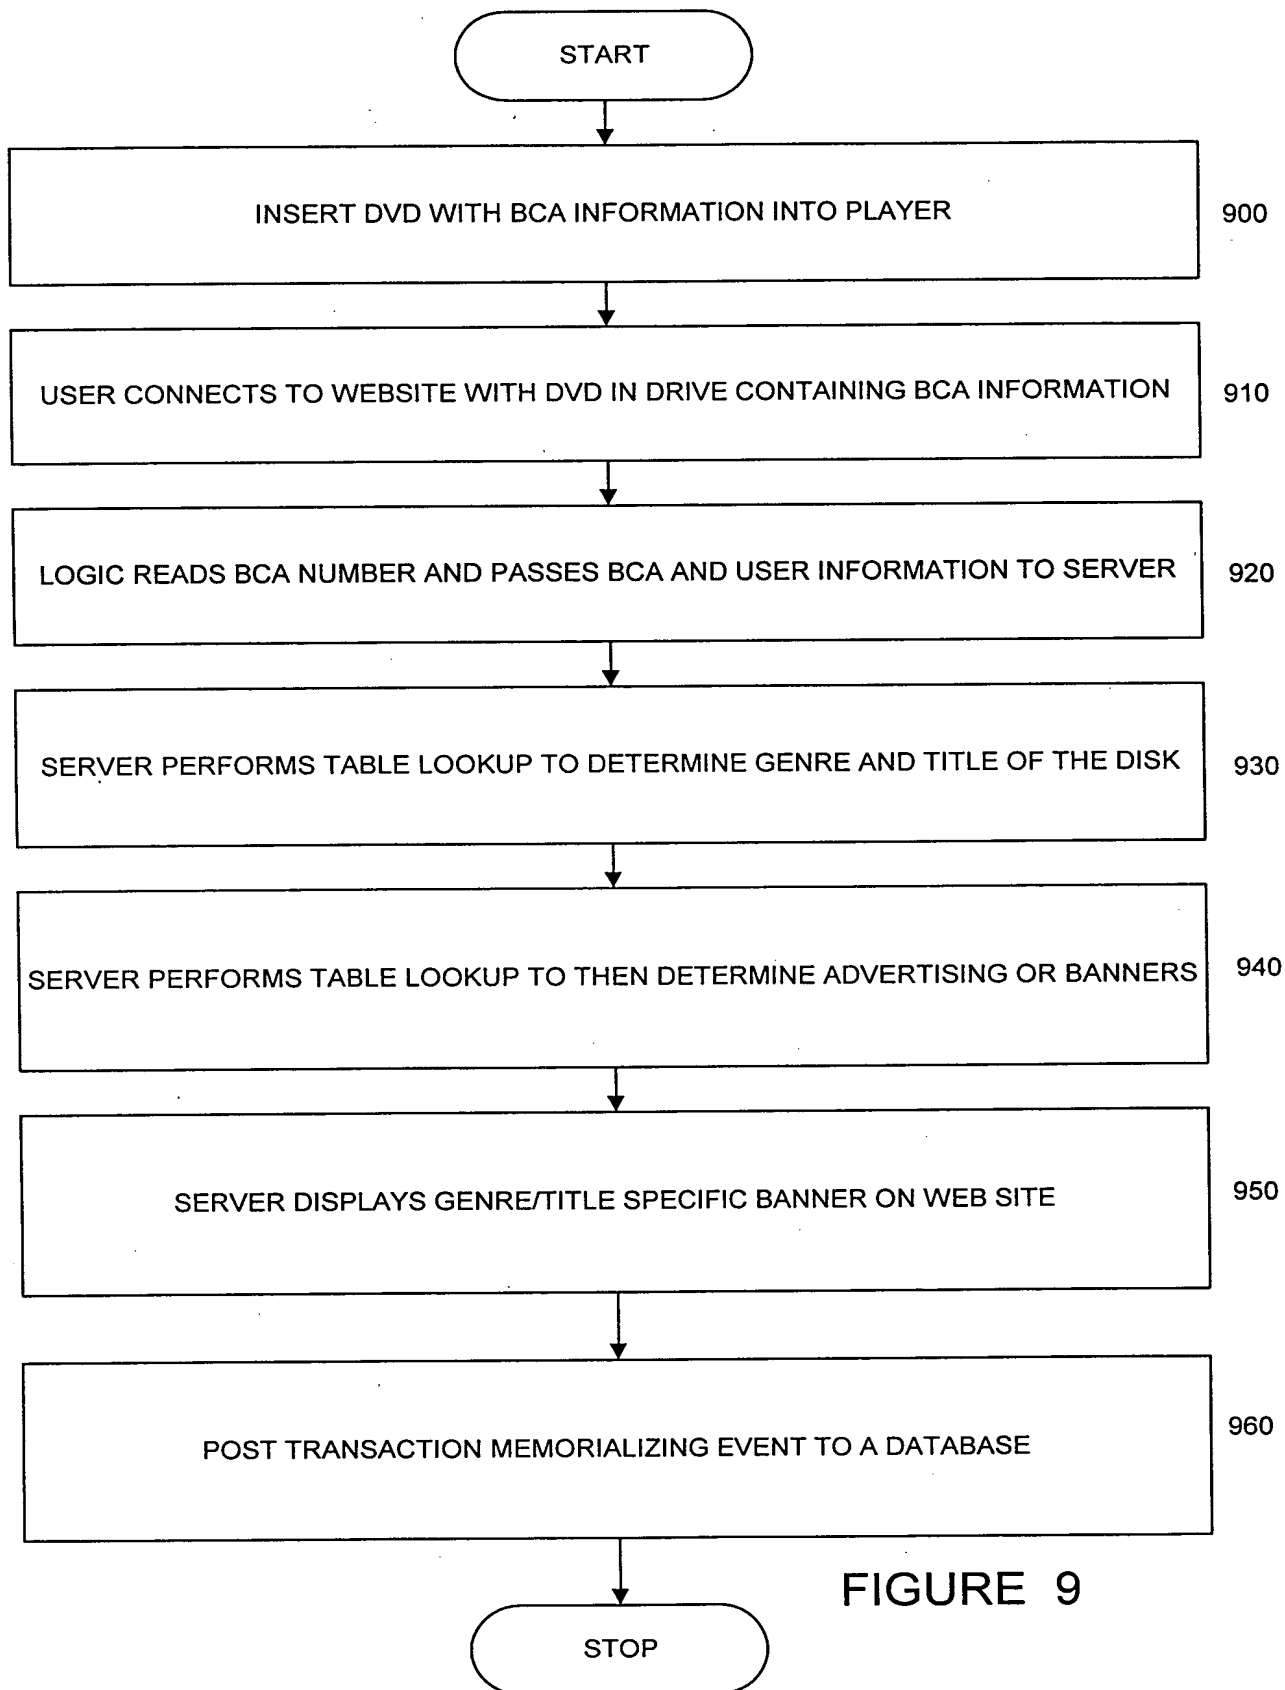 START
INSERT DVD WITH BCA INFORMATION INTO PLAYER
900
USER CONNECTS TO WEBSITE WITH DVD IN DRIVE CONTAINING BCA INFORMATION
910
LOGIC READS BCA NUMBER AND PASSES BCA AND USER INFORMATION TO SERVER
920
SERVER PERFORMS TABLE LOOKUP TO DETERMINE GENRE AND TITLE OF THE DISK
930
SERVER PERFORMS TABLE LOOKUP TO THEN DETERMINE ADVERTISING OR BANNERS
940
SERVER DISPLAYS GENRE/TITLE SPECIFIC BANNER ON WEB SITE
950
POST TRANSACTION MEMORIALIZING EVENT TO A DATABASE
960
FIGURE 9
STOP